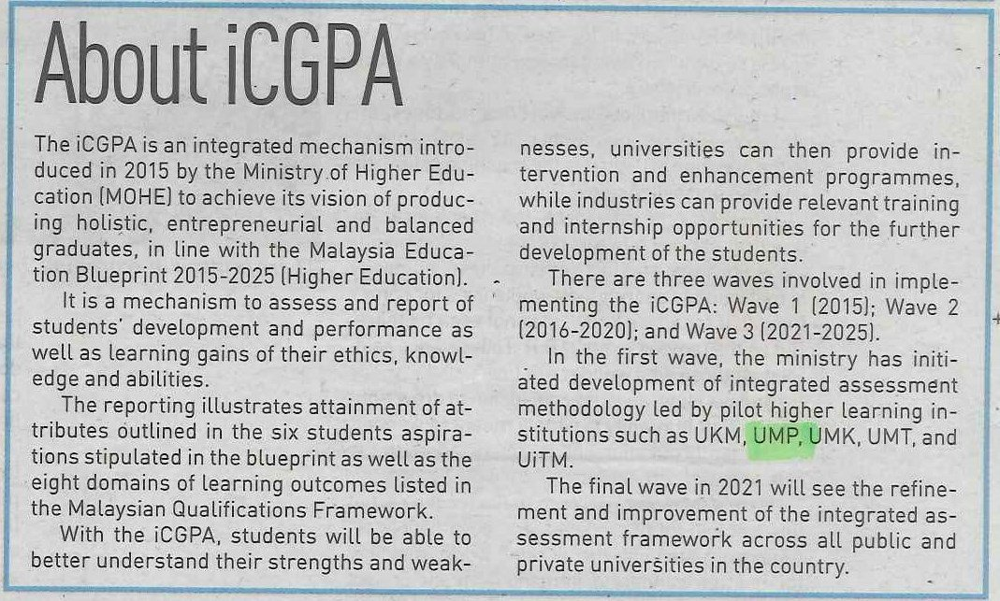 About iCGPA
The iCGPA is an integrated mechanism intro-
duced in 2015 by the Ministry of Higher Edu-
cation (MOHE) to achieve its vision of produc-
ing holistic, entrepreneurial and balanced
graduates, in line with the Malaysia Educa-
tion Blueprint 2015-2025 (Higher Education).
It is a mechanism to assess and report of
students' development and performance as
well as learning gains of their ethics, knowl-
edge and abilities.
The reporting illustrates attainment of at-
tributes outlined in the six students aspira-
tions stipulated in the blueprint as well as the
eight domains of learning outcomes listed in
the Malaysian Qualifications Framework.
With the iCGPA, students will be able to
better understand their strengths and weak-
nesses, universities can then provide in-
tervention and enhancement programmes,
while industries can provide relevant training
and internship opportunities for the further
development of the students.
There are three waves involved in imple-
menting the iCGPA: Wave 1 (2015); Wave 2
(2016-2020); and Wave 3 (2021-2025).
In the first wave, the ministry has initi-
ated development of integrated assessment
methodology led by pilot higher learning in-
stitutions such as UKM, UMP, UMK, UMT, and
UiTM.
The final wave in 2021 will see the refine-
ment and improvement of the integrated as-
sessment framework across all public and
private universities in the country.